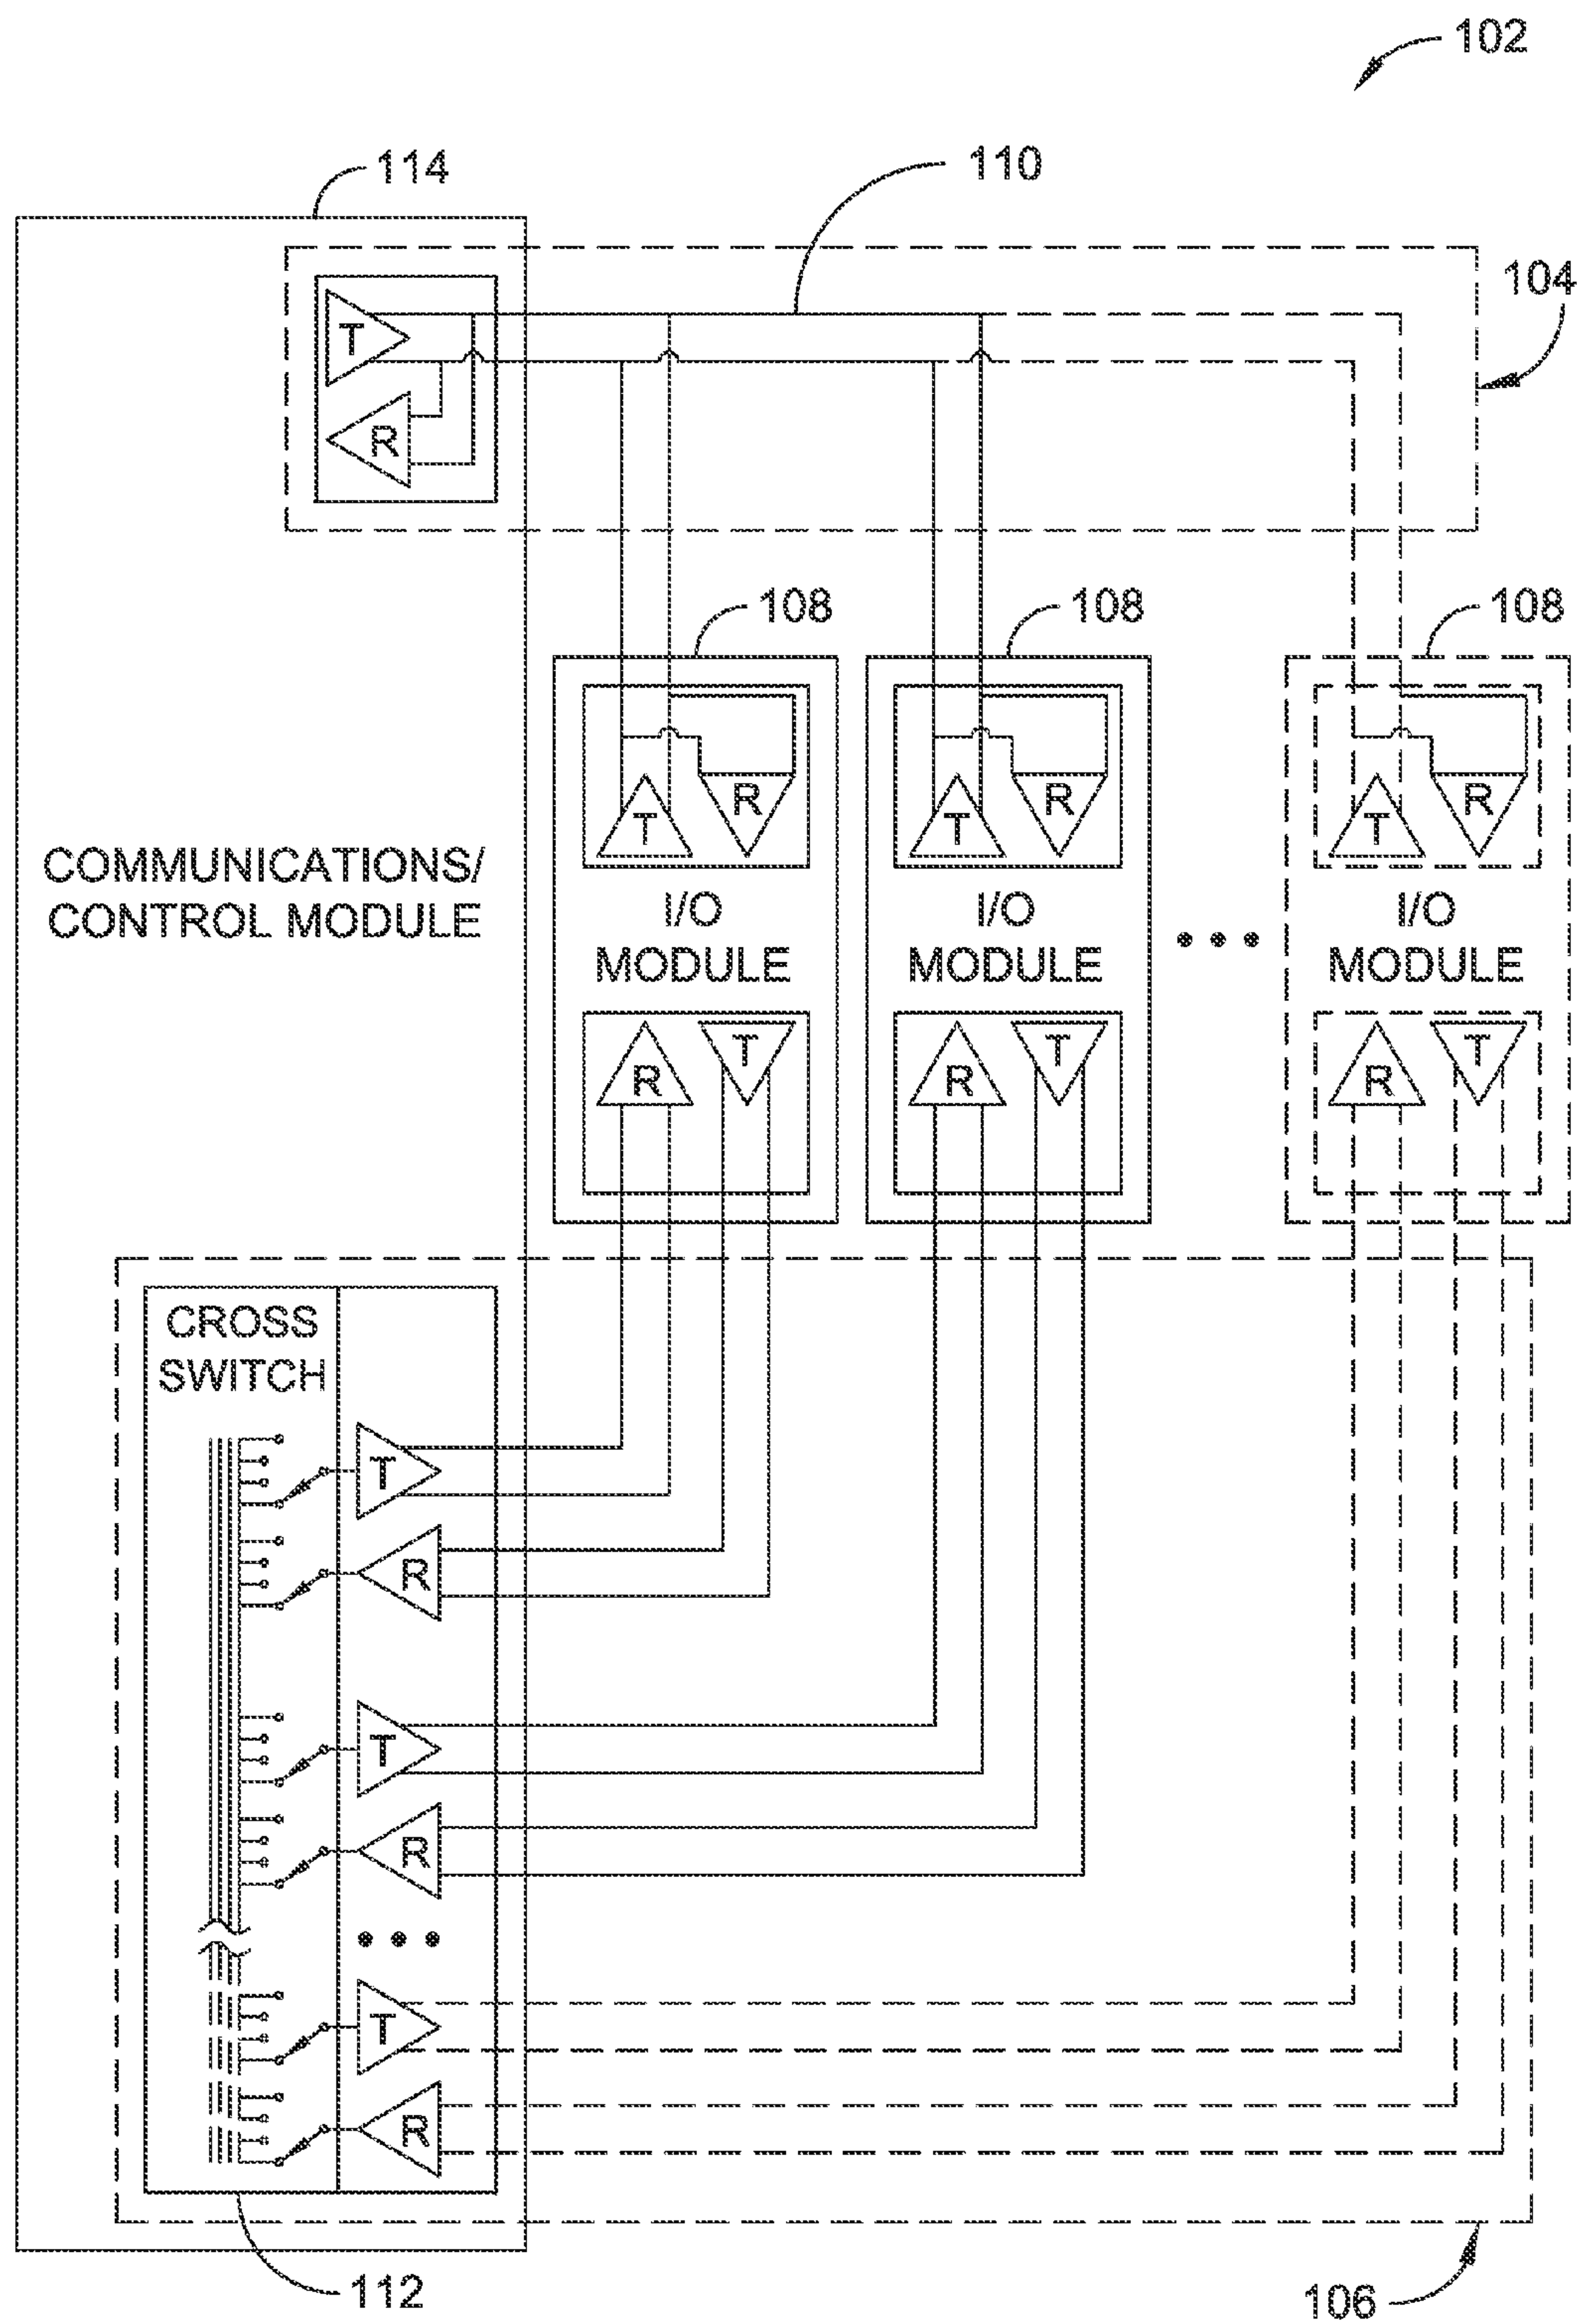 102
114
110
104
T
R
108
108
108
R
R
R
T
T
T
COMMUNICATIONS/
CONTROL MODULE
I/O
MODULE
I/O
MODULE
I/O
MODULE
T
T
T
R
R
R
CROSS
SWITCH
T
R
T
R
T
R
112
106